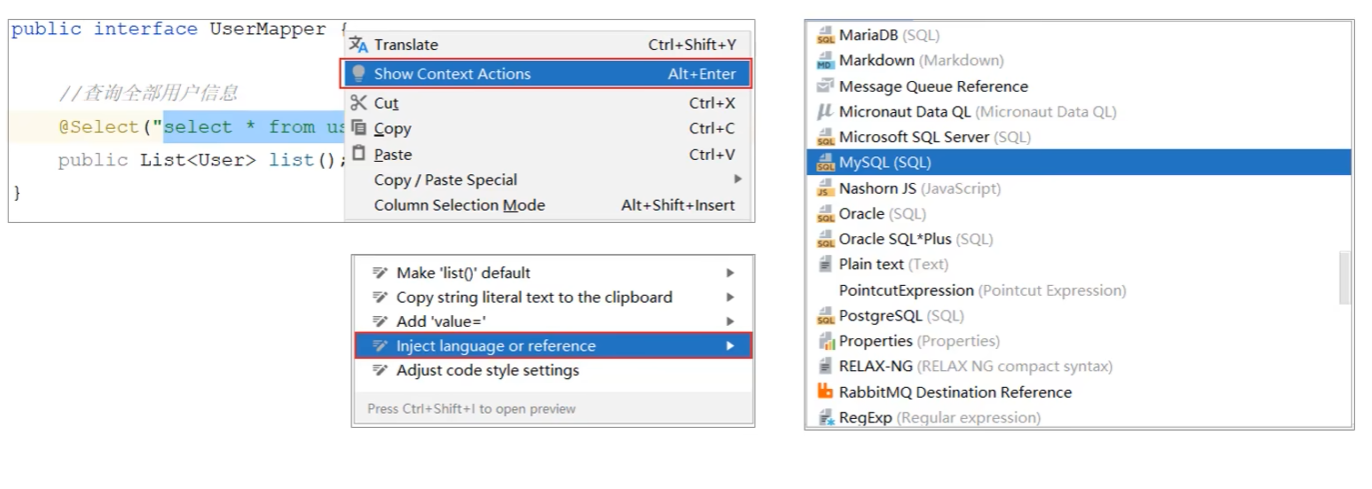 public interface UserMapper {
//查询全部用户信息
@Select("select * from us
public List<User> list();
}
Translate Ctrl+Shift+Y
Show Context Actions Alt+Enter
Cut Ctrl+X
Copy Ctrl+C
Paste Ctrl+V
Copy / Paste Special
Column Selection Mode Alt+Shift+Insert
Make 'list()' default
Copy string literal text to the clipboard
Add 'value='
Inject language or reference
Adjust code style settings
Press Ctrl+Shift+I to open preview
MariaDB (SQL)
Markdown (Markdown)
Message Queue Reference
Micronaut Data QL (Micronaut Data QL)
Microsoft SQL Server (SQL)
MySQL (SQL)
Nashorn JS (JavaScript)
Oracle (SQL)
Oracle SQL*Plus (SQL)
Plain text (Text)
PointcutExpression (Pointcut Expression)
PostgreSQL (SQL)
Properties (Properties)
RELAX-NG (RELAX NG compact syntax)
RabbitMQ Destination Reference
RegExp (Regular expression)